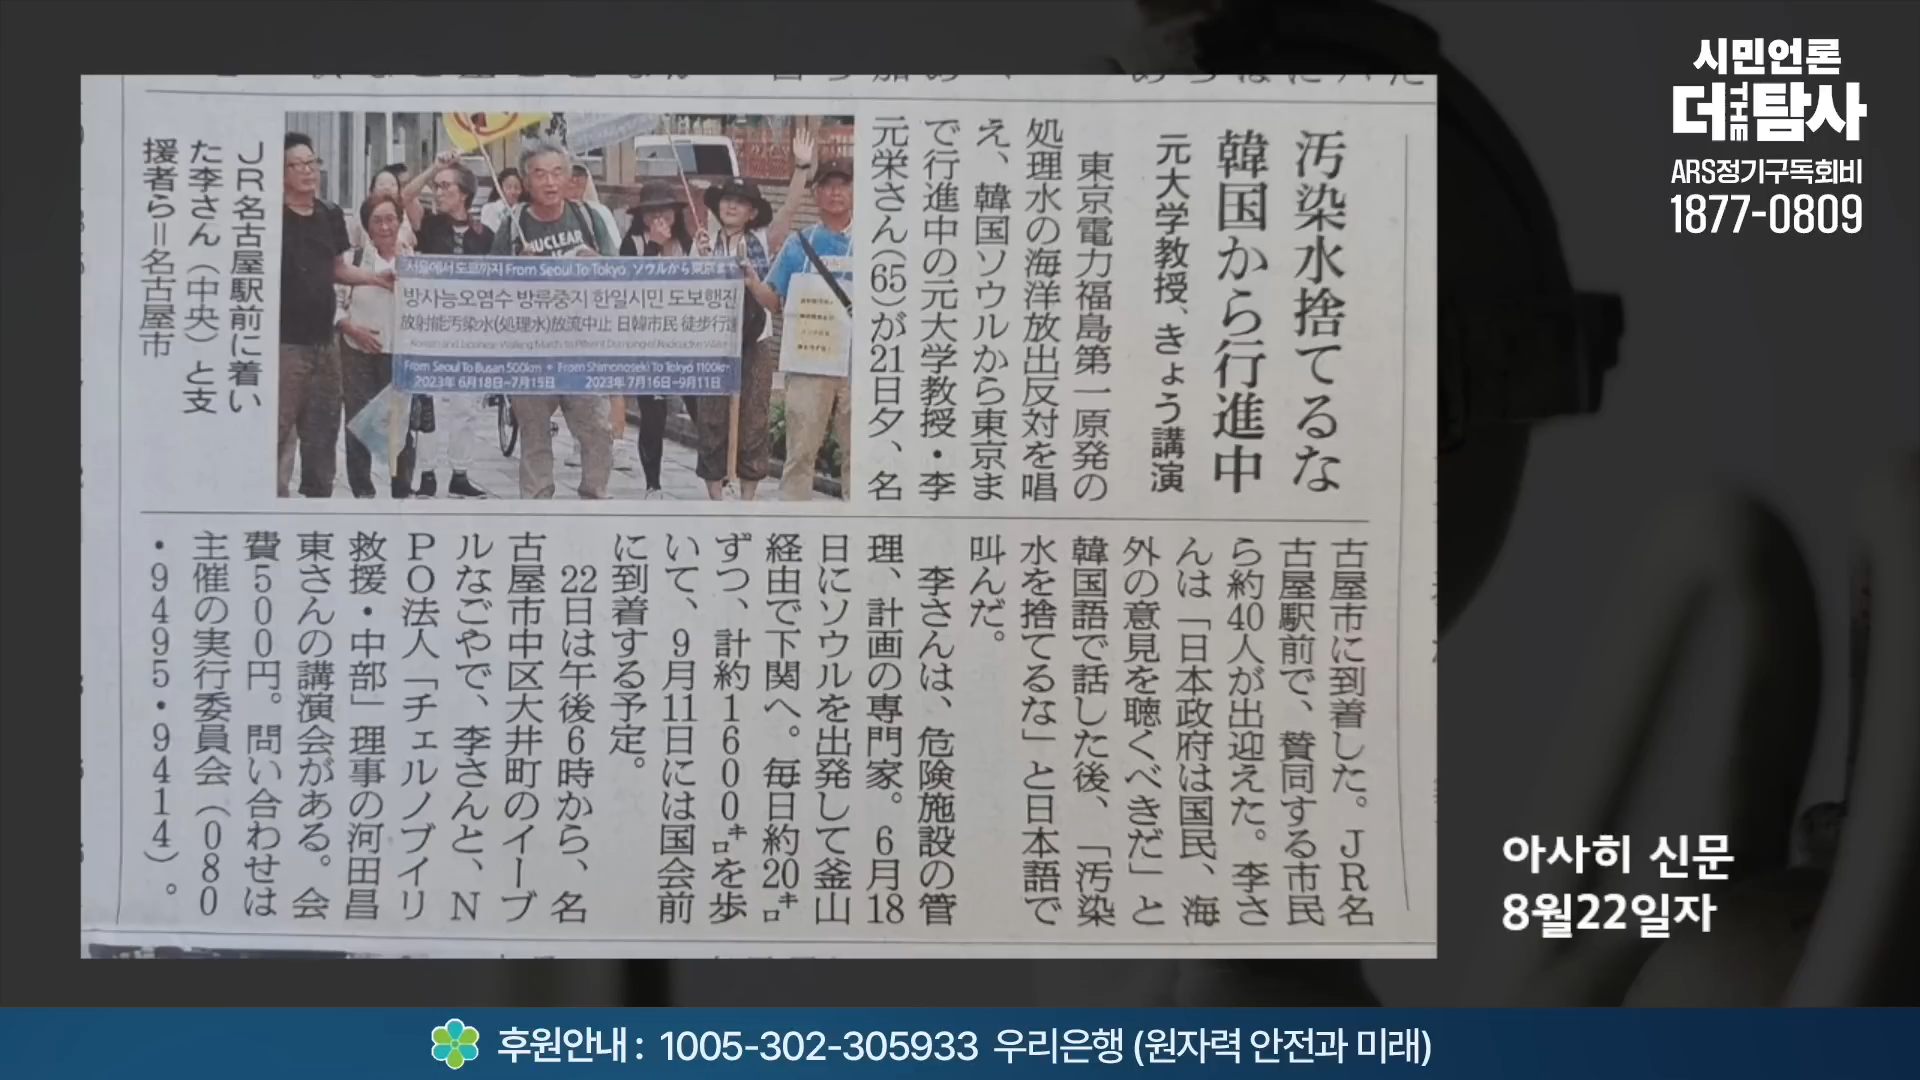 시민언론
더탐사
THE
ARS정기구독회비
1877-0809
汚染水捨てるな
韓国から行進中
元大学教授、きょう講演
東京電力福島第一原発の
処理水の海洋放出反対を唱
え、韓国ソウルから東京ま
で行進中の元大学教授・李
元栄さん(65)が21日夕、名
古屋市に到着した。JR名
古屋駅前で、賛同する市民
ら約40人が出迎えた。李さ
んは「日本政府は国民、海
外の意見を聴くべきだ」と
韓国語で話した後、「汚染
水を捨てるな」と日本語で
叫んだ。
李さんは、危険施設の管
理、計画の専門家。6月18
日にソウルを出発して釜山
経由で下関へ。毎日約20㌔
ずつ、計約1600㌔を歩
いて、9月11日には国会前
に到着する予定。
22日は午後6時から、名
古屋市中区大井町のイーブ
ルなごやで、李さんと、N
PO法人「チェルノブイリ
救援・中部」理事の河田昌
東さんの講演会がある。会
費500円。問い合わせは
主催の実行委員会(080
・9495・9414)。
NUCLEAR
서울에서 도쿄까지 From Seoul To Tokyo ソウルから東京まで
방사능오염수 방류중지 한일시민 도보행진
放射能汚染水(処理水)放流中止 日韓市民 徒歩行進
Korean and Japanese Walking March to Prevent Dumping of Radioactive Water
From Seoul To Busan 500km • From Shimonoseki To Tokyo 1100km
2023年 6月18日-7月15日 2023年 7月16日-9月11日
JR名古屋駅前に着い
た李さん(中央)と支
援者ら=名古屋市
아사히 신문
8월22일자
후원안내 : 1005-302-305933 우리은행 (원자력 안전과 미래)